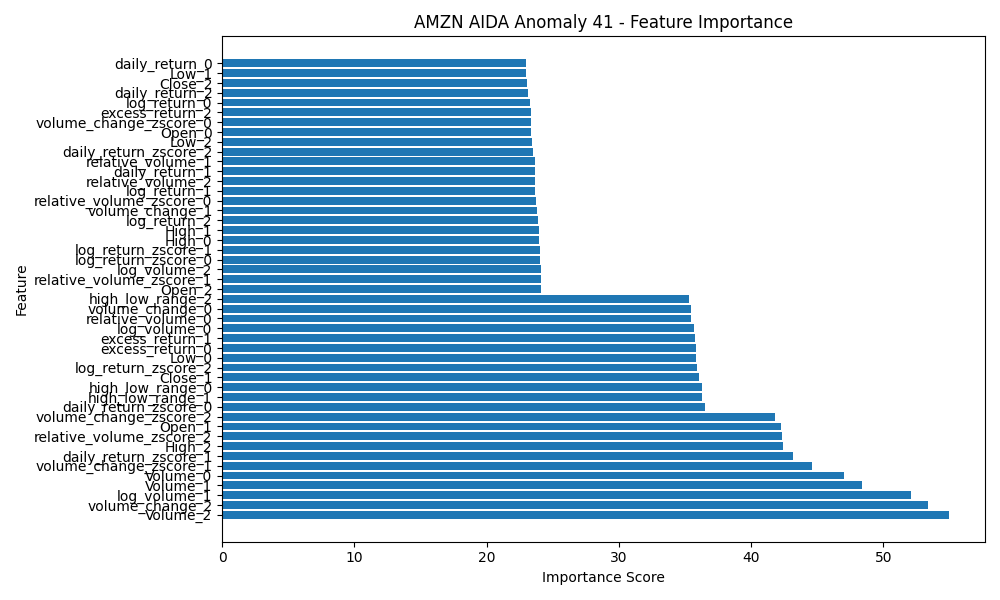 AMZN AIDA Anomaly 41 - Feature Importance
daily_return_0
Low_1
Close_2
daily_return_2
log_return_0
excess_return_2
volume_change_zscore_0
Open_0
Low_2
daily_return_zscore_2
relative_volume_1
daily_return_1
relative_volume_2
log_return_1
relative_volume_zscore_0
volume_change_1
log_return_2
High_1
High_0
log_return_zscore_1
log_return_zscore_0
log_volume_2
relative_volume_zscore_1
Open_2
high_low_range_2
volume_change_0
relative_volume_0
log_volume_0
excess_return_1
excess_return_0
Low_0
log_return_zscore_2
Close_1
high_low_range_0
high_low_range_1
daily_return_zscore_0
volume_change_zscore_2
Open_1
relative_volume_zscore_2
High_2
daily_return_zscore_1
volume_change_zscore_1
Volume_0
Volume_1
log_volume_1
volume_change_2
Volume_2
Feature
0 10 20 30 40 50
Importance Score